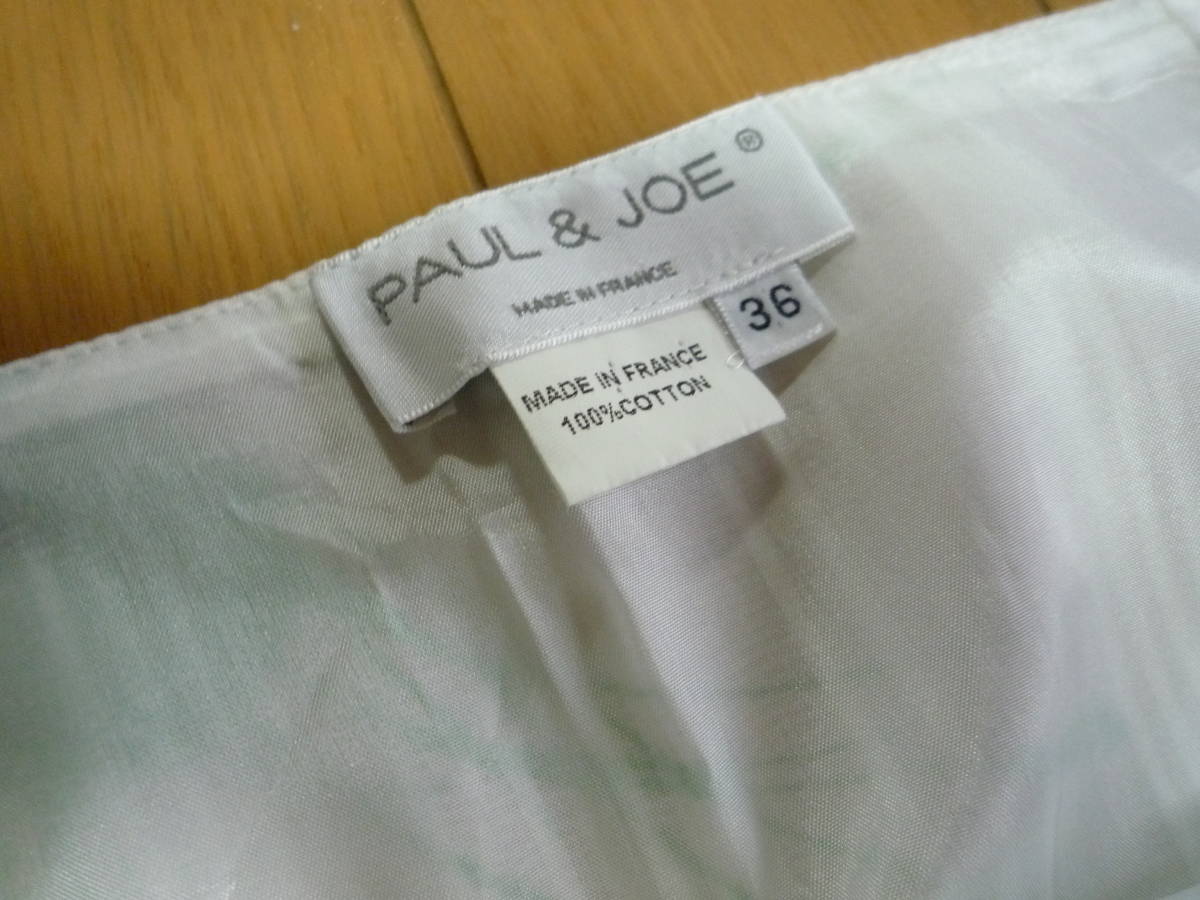 PAUL & JOE ®
MADE IN FRANCE
36
MADE IN FRANCE
100%COTTON